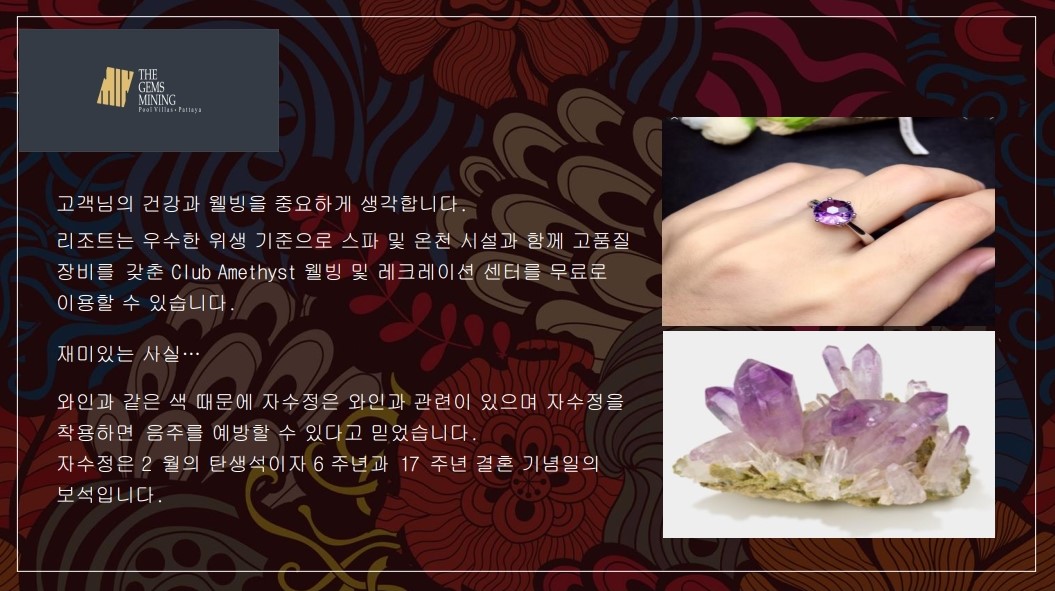 THE
GEMS
MINING
Pool Villas • Pattaya
고객님의 건강과 웰빙을 중요하게 생각합니다.
리조트는 우수한 위생 기준으로 스파 및 온천 시설과 함께 고품질
장비를 갖춘 Club Amethyst 웰빙 및 레크레이션 센터를 무료로
이용할 수 있습니다.
재미있는 사실…
와인과 같은 색 때문에 자수정은 와인과 관련이 있으며 자수정을
착용하면 음주를 예방할 수 있다고 믿었습니다.
자수정은 2 월의 탄생석이자 6 주년과 17 주년 결혼 기념일의
보석입니다.